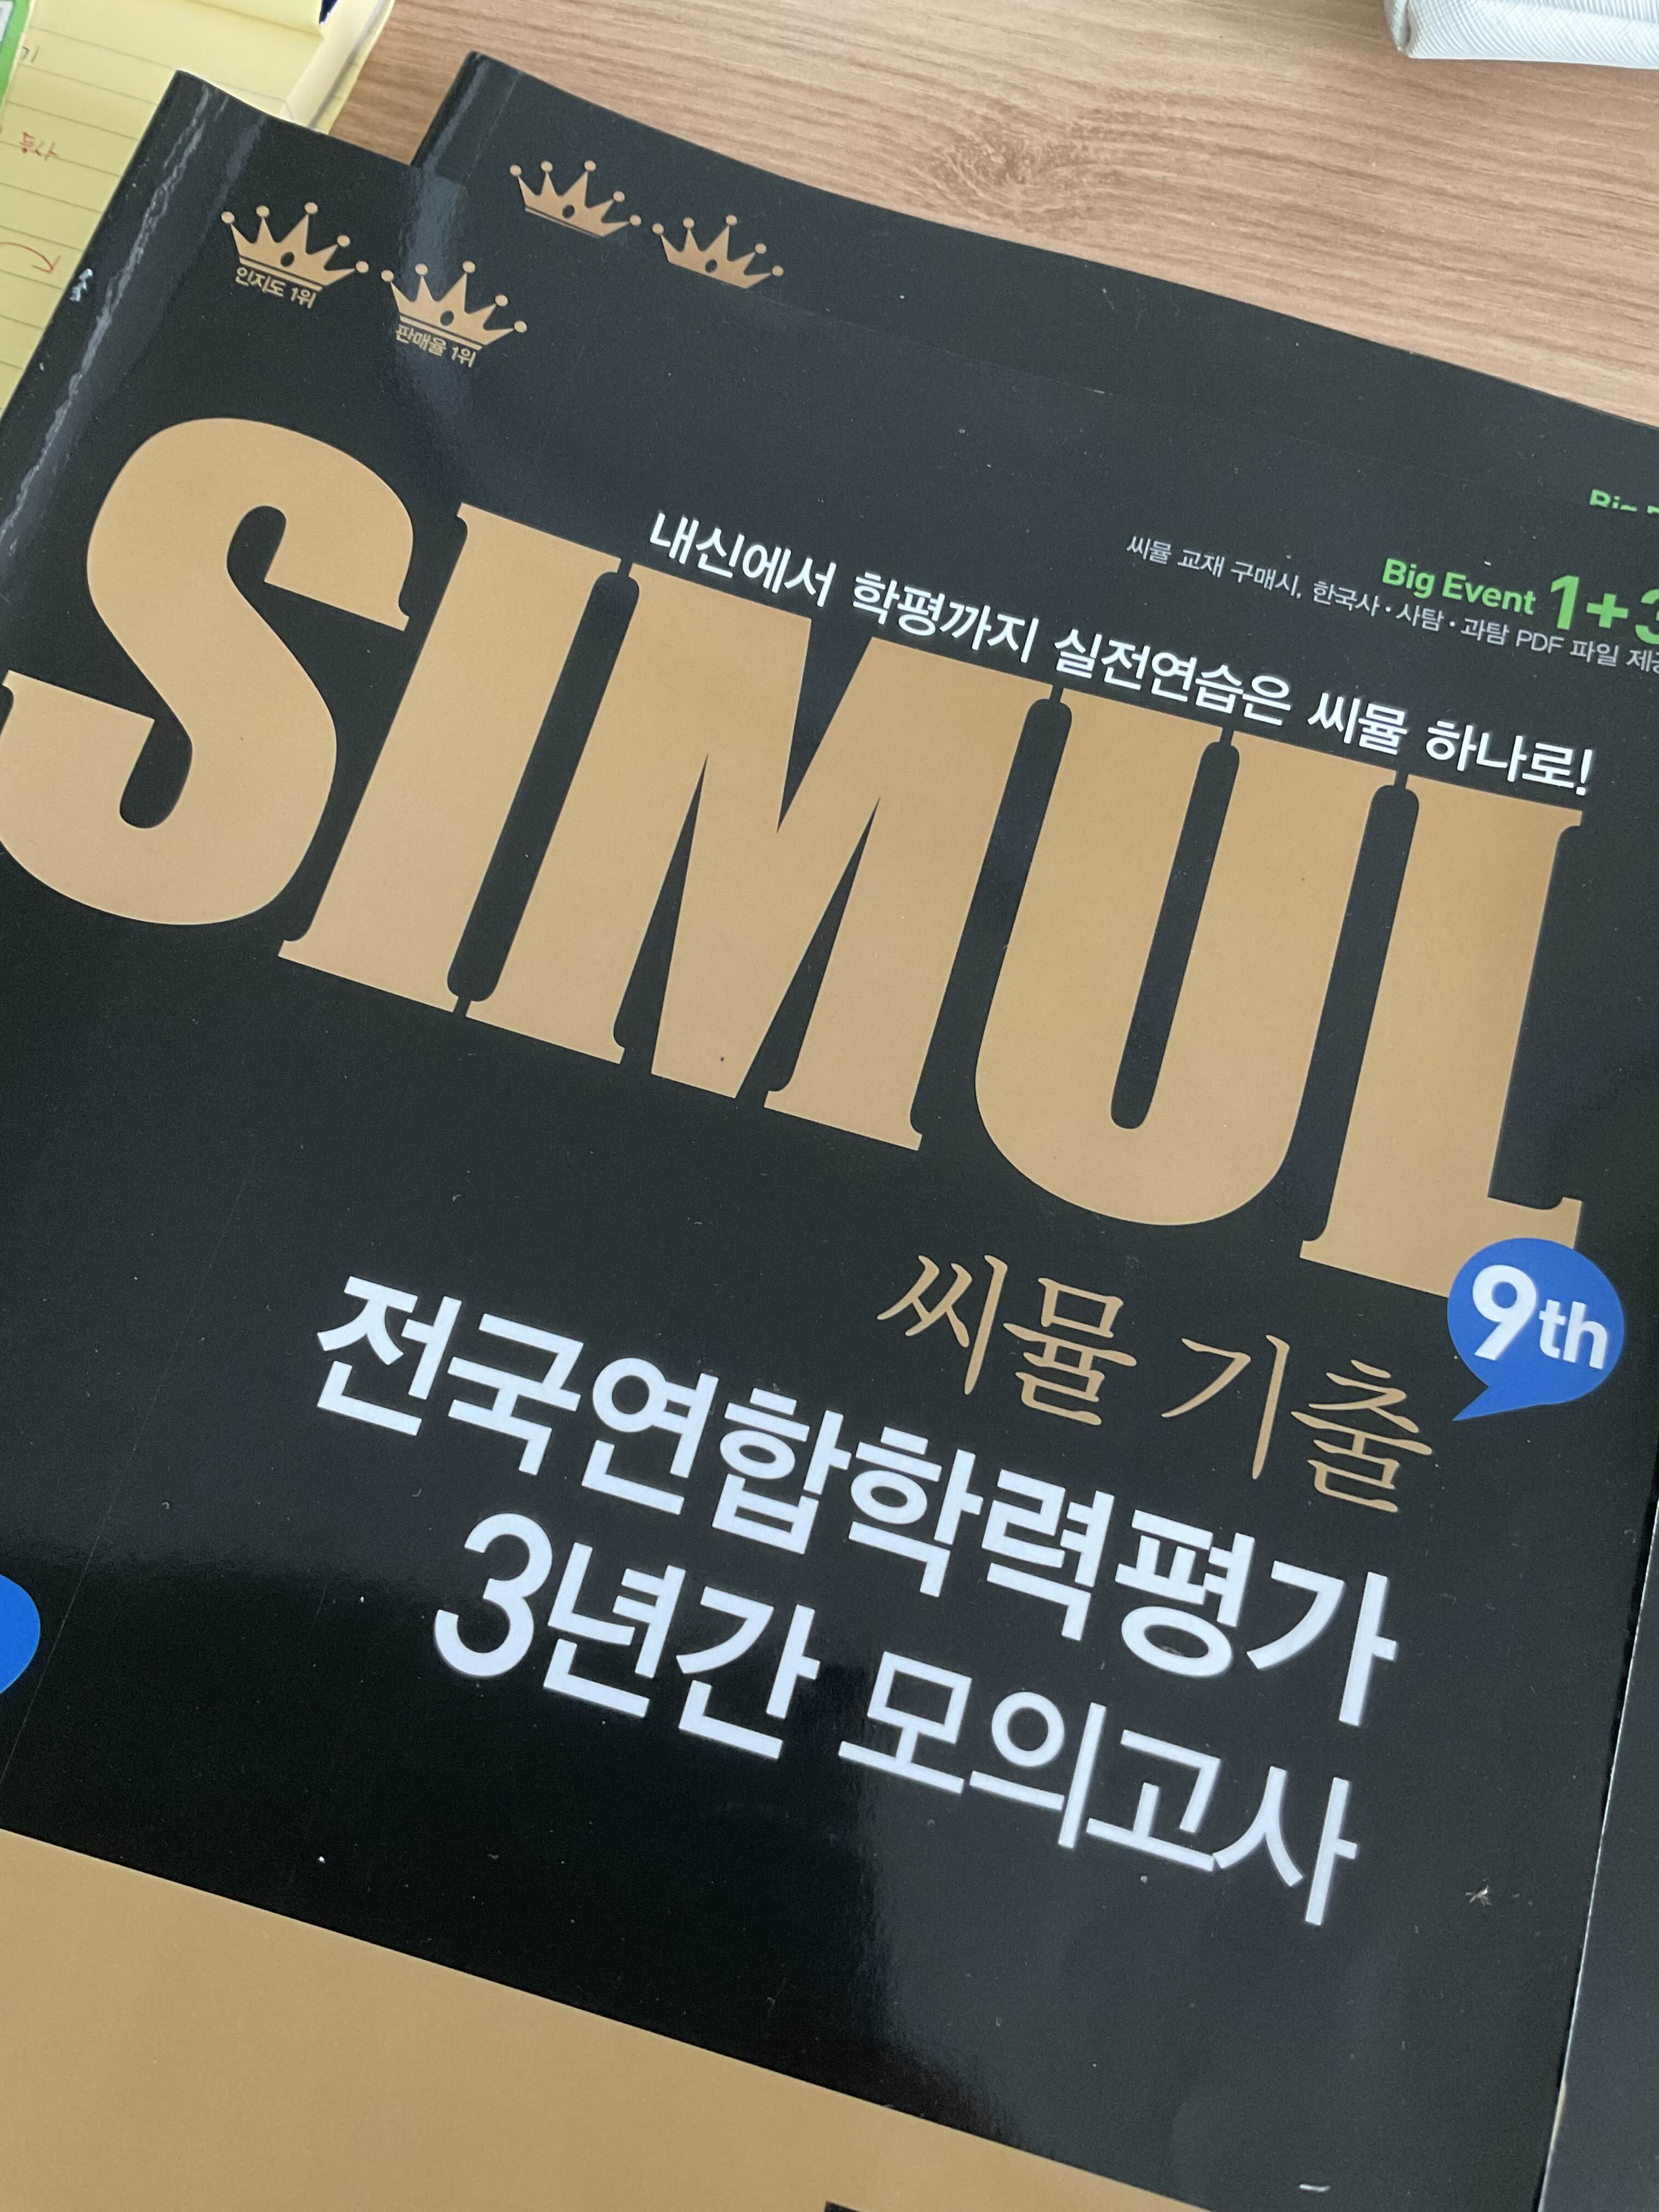 인지도 1위
판매율 1위
Big Event 1+3
씨뮬 교재 구매시, 한국사·사탐·과탐 PDF 파일
내신에서 학평까지 실전연습은 씨뮬 하나로!
SIMUL
9th
씨뮬 기출
전국연합학력평가
3년간 모의고사